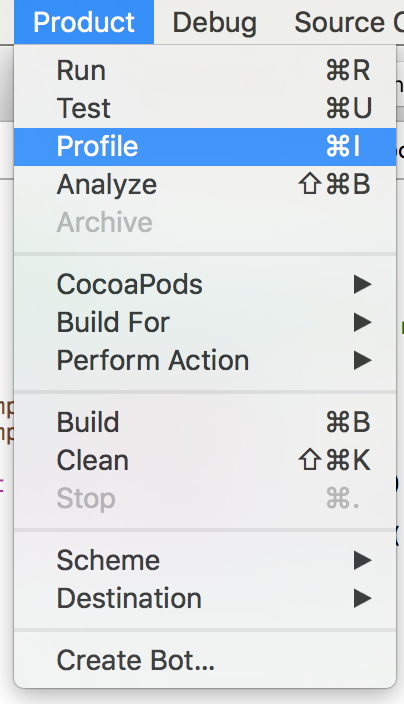 Product Debug Source C
Run ⌘R
Test ⌘U
Profile ⌘I
Analyze ⇧⌘B
Archive
CocoaPods ▶
Build For ▶
Perform Action ▶
Build ⌘B
Clean ⇧⌘K
Stop ⌘.
Scheme ▶
Destination ▶
Create Bot...